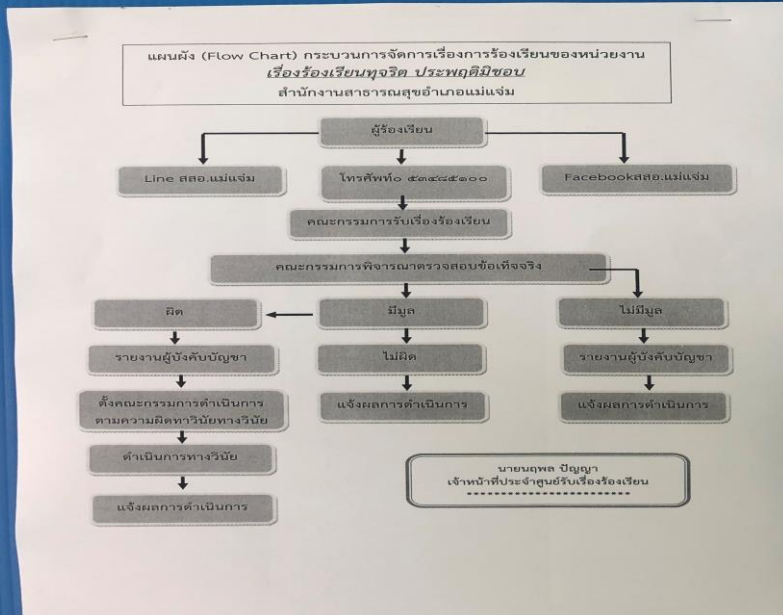 แผนผัง (Flow Chart) กระบวนการจัดการเรื่องการร้องเรียนของหน่วยงาน
เรื่องร้องเรียนทุจริต ประพฤติมิชอบ
สำนักงานสาธารณสุขอำเภอแม่แจ่ม
ผู้ร้องเรียน
Line สสอ.แม่แจ่ม
โทรศัพท์๐ ๕๓๔๘๕๑๐๐
Facebookสสอ.แม่แจ่ม
คณะกรรมการรับเรื่องร้องเรียน
คณะกรรมการพิจารณาตรวจสอบข้อเท็จจริง
ผิด
มีมูล
ไม่มีมูล
รายงานผู้บังคับบัญชา
ไม่ผิด
รายงานผู้บังคับบัญชา
ตั้งคณะกรรมการดำเนินการ
ตามความผิดทาวินัยทางวินัย
แจ้งผลการดำเนินการ
แจ้งผลการดำเนินการ
ดำเนินการทางวินัย
แจ้งผลการดำเนินการ
นายนฤพล ปัญญา
เจ้าหน้าที่ประจำศูนย์รับเรื่องร้องเรียน